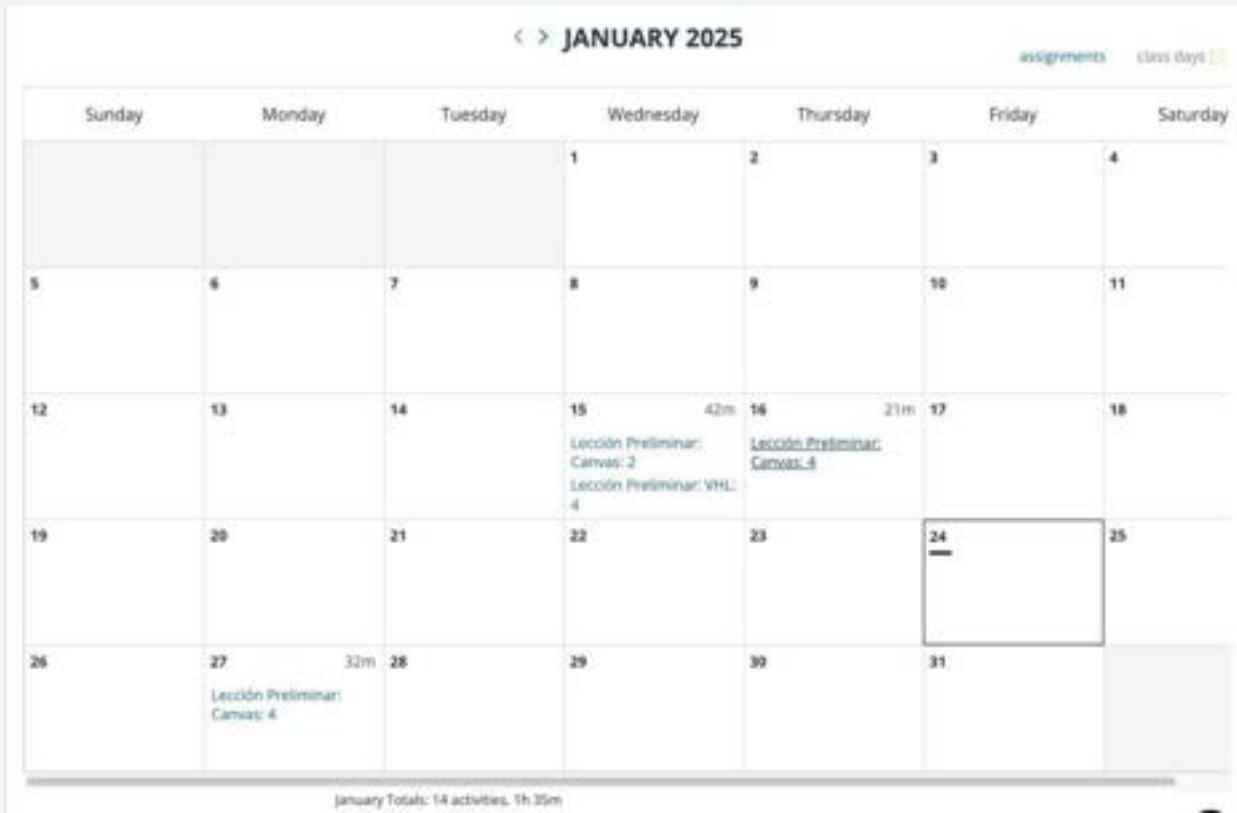 < > JANUARY 2025
assignments class days
Sunday Monday Tuesday Wednesday Thursday Friday Saturday
1 2 3 4
5 6 7 8 9 10 11
12 13 14 15 42m 16 21m 17 18
Lección Preliminar:
Canvas: 2
Lección Preliminar: VHL:
4
Lección Preliminar:
Canvas: 4
19 20 21 22 23 24 25
26 27 32m 28 29 30 31
Lección Preliminar:
Canvas: 4
January Totals: 14 activities, 1h 35m